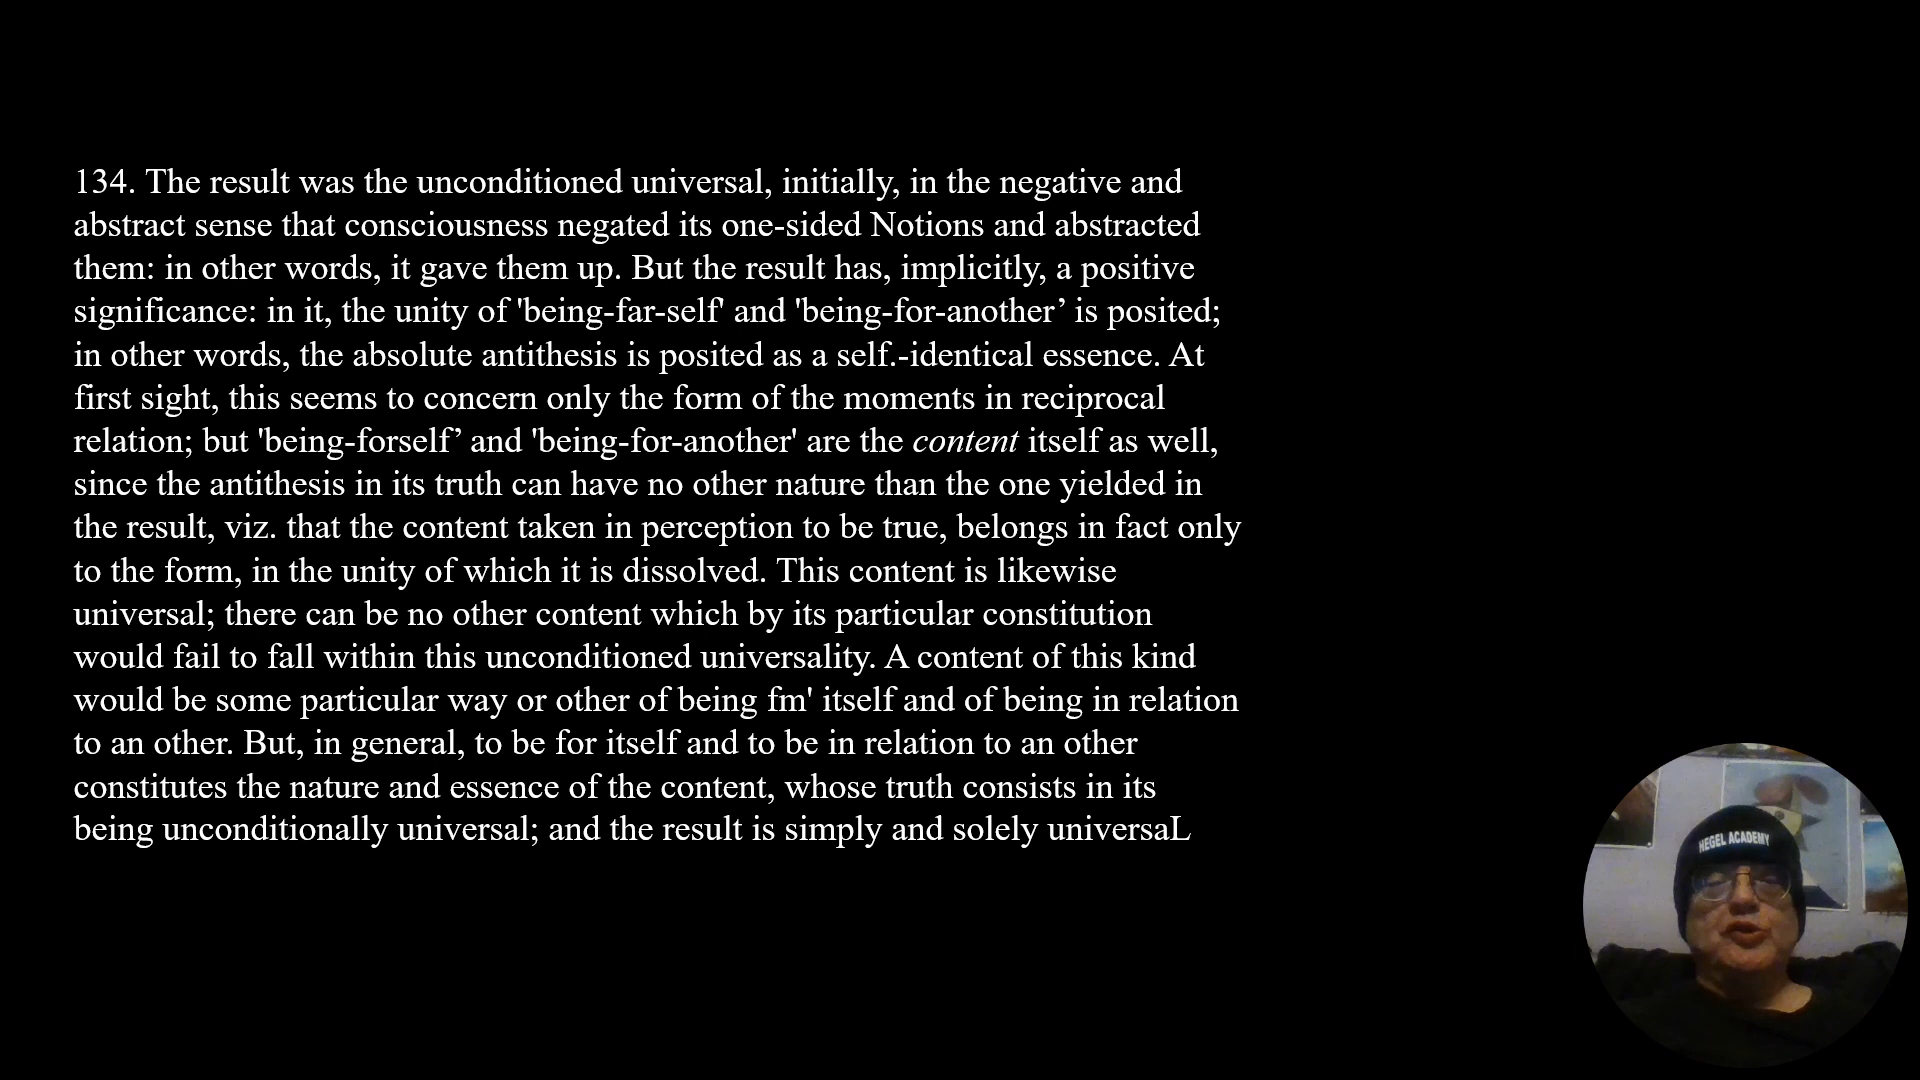 134. The result was the unconditioned universal, initially, in the negative and
abstract sense that consciousness negated its one-sided Notions and abstracted
them: in other words, it gave them up. But the result has, implicitly, a positive
significance: in it, the unity of 'being-far-self' and 'being-for-another’ is posited;
in other words, the absolute antithesis is posited as a self.-identical essence. At
first sight, this seems to concern only the form of the moments in reciprocal
relation; but 'being-forself’ and 'being-for-another' are the content itself as well,
since the antithesis in its truth can have no other nature than the one yielded in
the result, viz. that the content taken in perception to be true, belongs in fact only
to the form, in the unity of which it is dissolved. This content is likewise
universal; there can be no other content which by its particular constitution
would fail to fall within this unconditioned universality. A content of this kind
would be some particular way or other of being fm' itself and of being in relation
to an other. But, in general, to be for itself and to be in relation to an other
constitutes the nature and essence of the content, whose truth consists in its
being unconditionally universal; and the result is simply and solely universaL
HEGEL ACADEMY